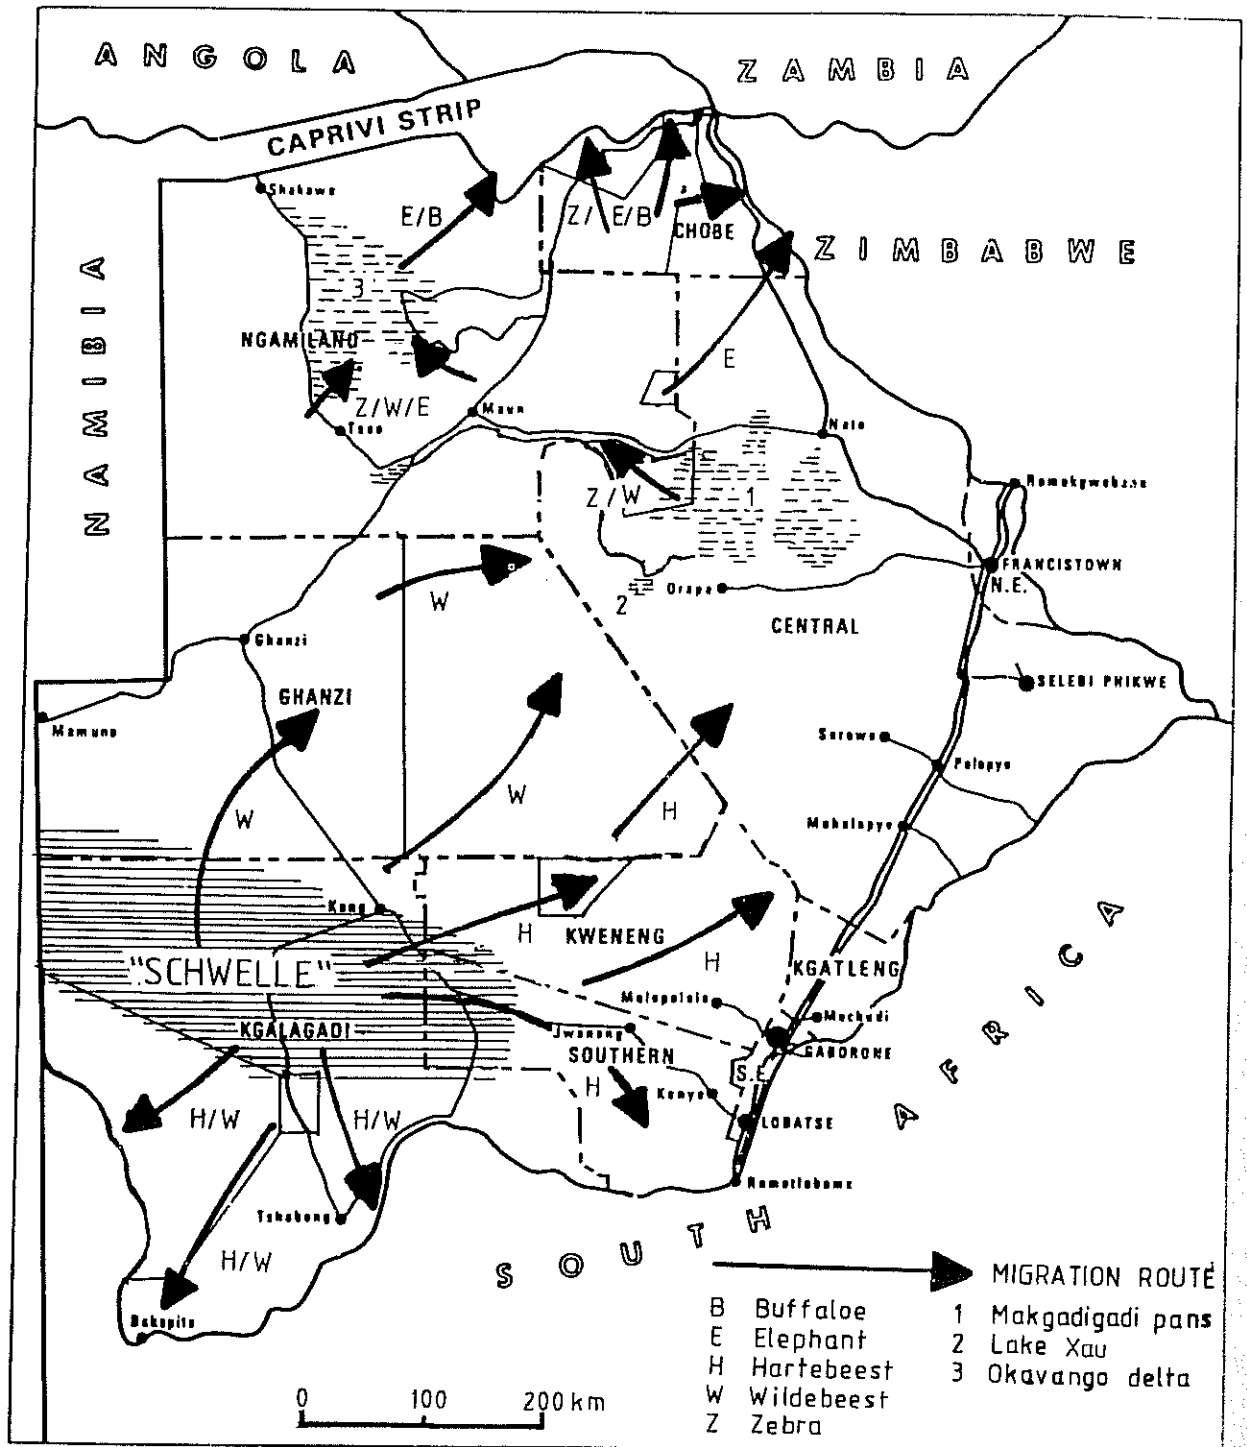 ANGOLA
ZAMBIA
CAPRIVI STRIP
Shakawe
E/B
Z/
E/B
CHOBE
ZIMBABWE
NAMIBIA
3
NGAMILAND
E
Z/W/E
Maun
Tsao
Nata
Z/W
1
Ramokgwebana
FRANCISTOWN
N.E.
W
2
Orapa
CENTRAL
Ghanzi
GHANZI
SELEBI PHIKWE
Mamuno
Serowe
Palapye
W
W
H
Mahalapye
Kang
H
KWENENG
H
KGATLENG
"SCHWELLE"
Molepolole
Mochudi
KGALAGADI
Jwaneng
SOUTHERN
GABORONE
S.E.
H
Kanye
H/W
H/W
LOBATSE
Ramatlabama
Tshabong
H/W
SOUTH
AFRICA
Bokspits
MIGRATION ROUTE
B Buffaloe
E Elephant
H Hartebeest
W Wildebeest
Z Zebra
1 Makgadigadi pans
2 Lake Xau
3 Okavango delta
0 100 200 km